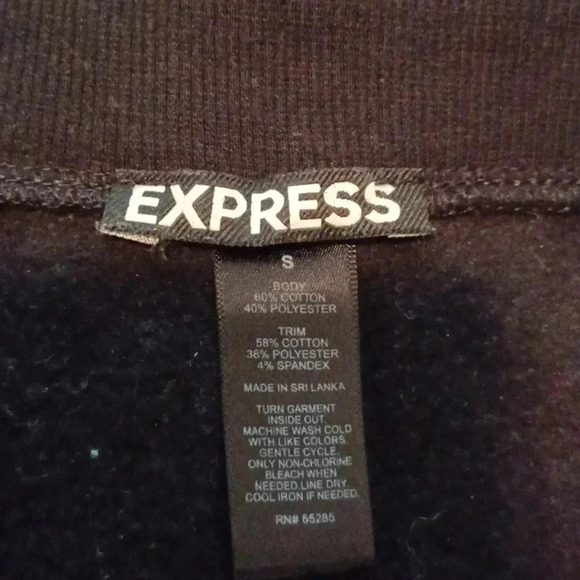 EXPRESS
S
BODY
60% COTTON
40% POLYESTER
TRIM
58% COTTON
38% POLYESTER
4% SPANDEX
MADE IN SRI LANKA
TURN GARMENT
INSIDE OUT.
MACHINE WASH COLD
WITH LIKE COLORS.
GENTLE CYCLE.
ONLY NON-CHLORINE
BLEACH WHEN
NEEDED.LINE DRY.
COOL IRON IF NEEDED.
RN# 55285